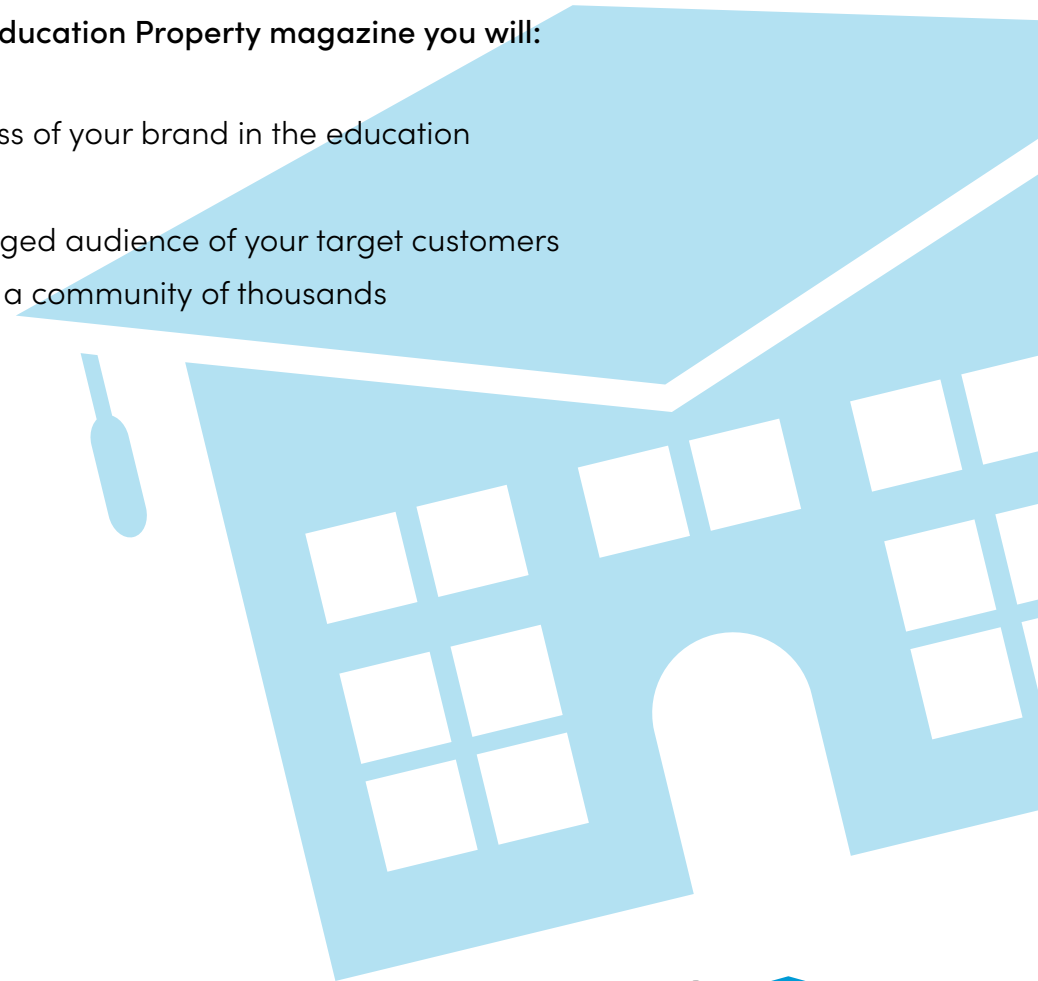 ducation Property magazine you will:
ss of your brand in the education
ged audience of your target customers
a community of thousands